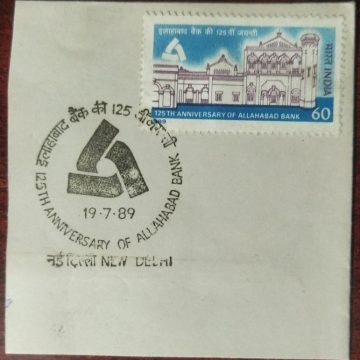 इलाहाबाद बैंक की 125 वीं जयन्ती
भारत INDIA
125TH ANNIVERSARY OF ALLAHABAD BANK
60
इलाहाबाद बैंक की 125
125TH ANNIVERSARY OF ALLAHABAD BANK
19-7-89
नई दिल्ली NEW DELHI